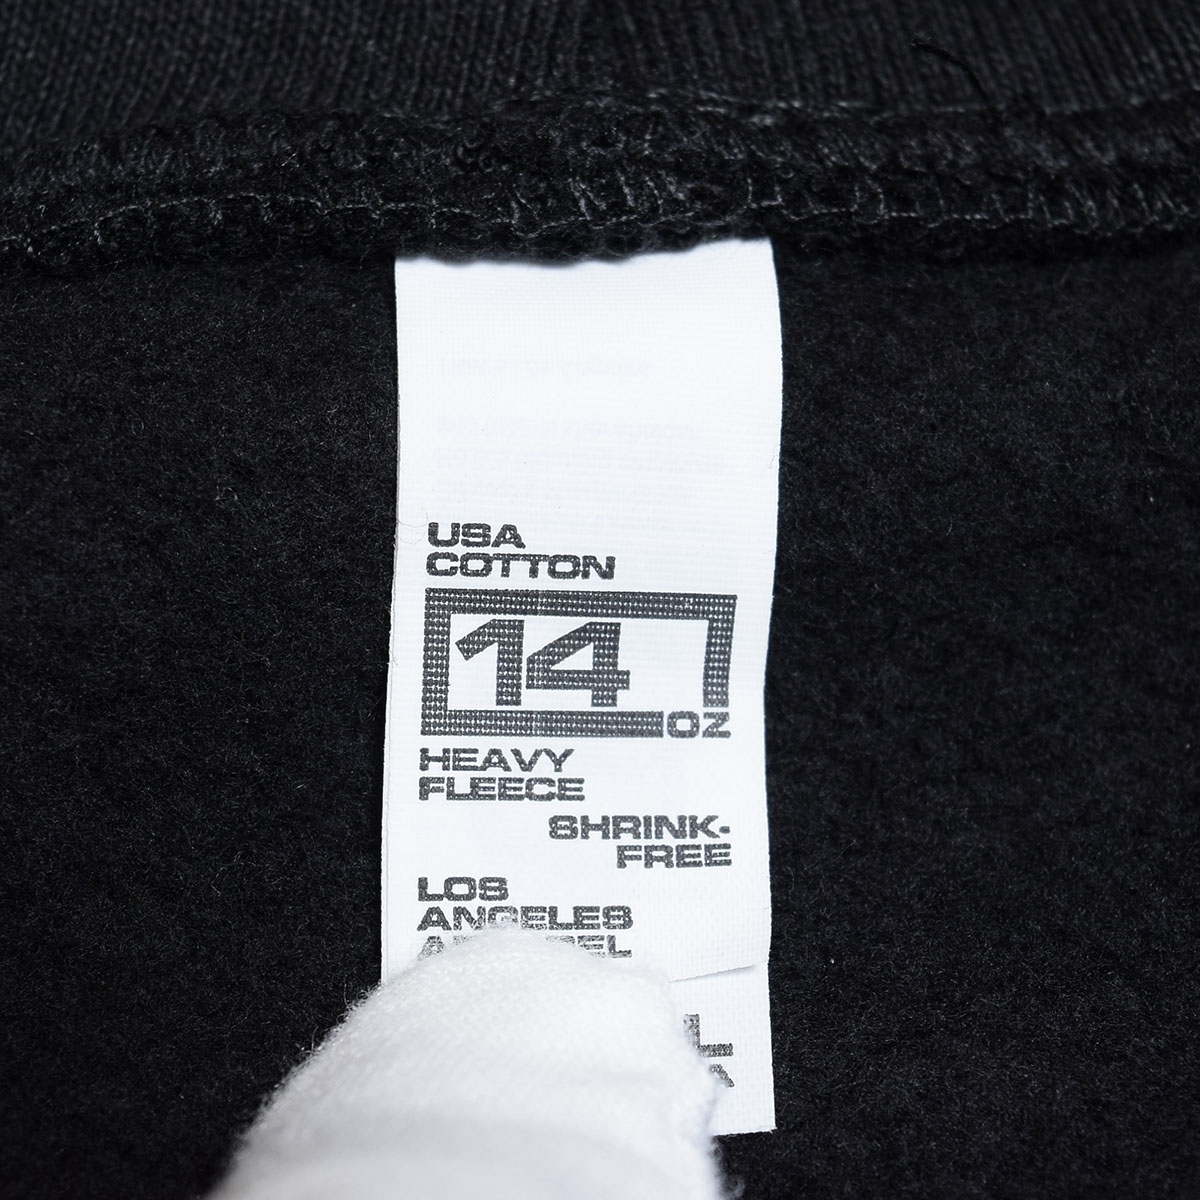 USA
COTTON
14
OZ
HEAVY
FLEECE
SHRINK-
FREE
LOS
ANGELES
L